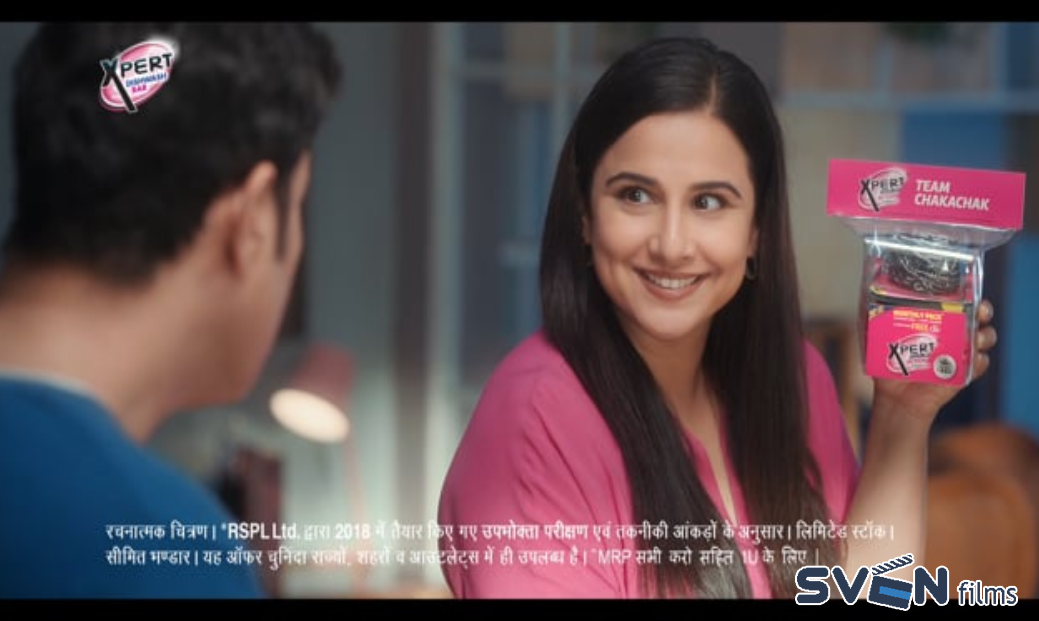 XPERT
DISHWASH
BAR
XPERT
TEAM
CHAKACHAK
MONTHLY PACK
FREE
XPERT
रचनात्मक चित्रण। *RSPL Ltd. द्वारा 2018 में तैयार किए गए उपभोक्ता परीक्षण एवं तकनीकी आंकड़ों के अनुसार। लिमिटेड स्टॉक।
सीमित भण्डार। यह ऑफर चुनिंदा राज्यों, शहरों व आउटलेट्स में ही उपलब्ध है। ^MRP सभी करों सहित 1U के लिए।
SVEN films